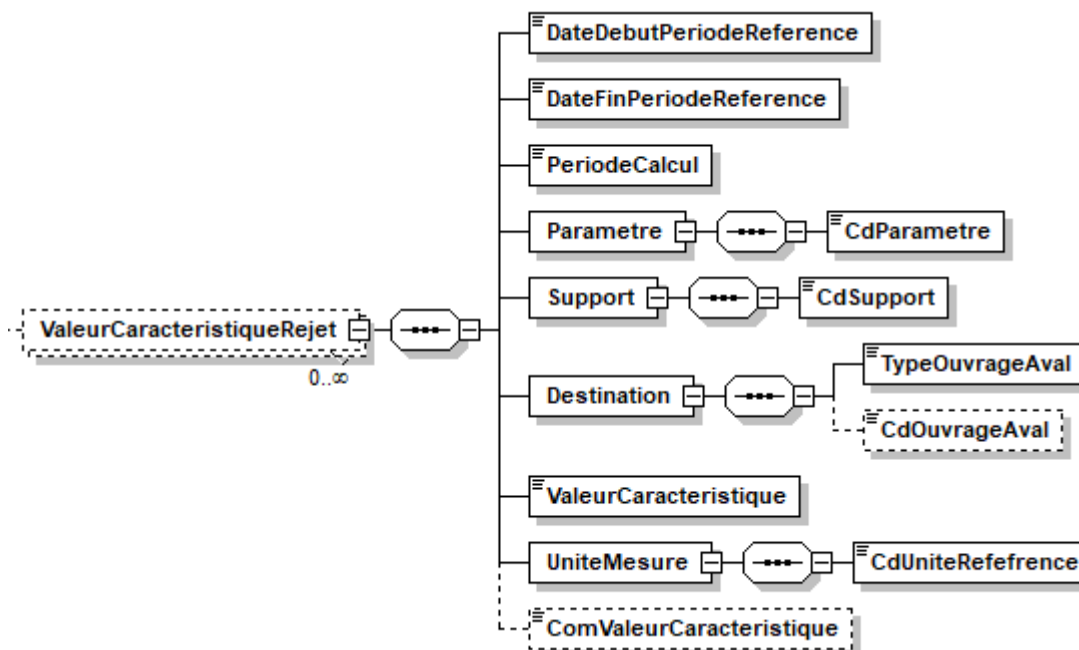 DateDebutPeriodeReference
DateFinPeriodeReference
PeriodeCalcul
Parametre
CdParametre
Support
CdSupport
ValeurCaracteristiqueRejet
0..∞
Destination
TypeOuvrageAval
CdOuvrageAval
ValeurCaracteristique
UniteMesure
CdUniteRefefrence
ComValeurCaracteristique